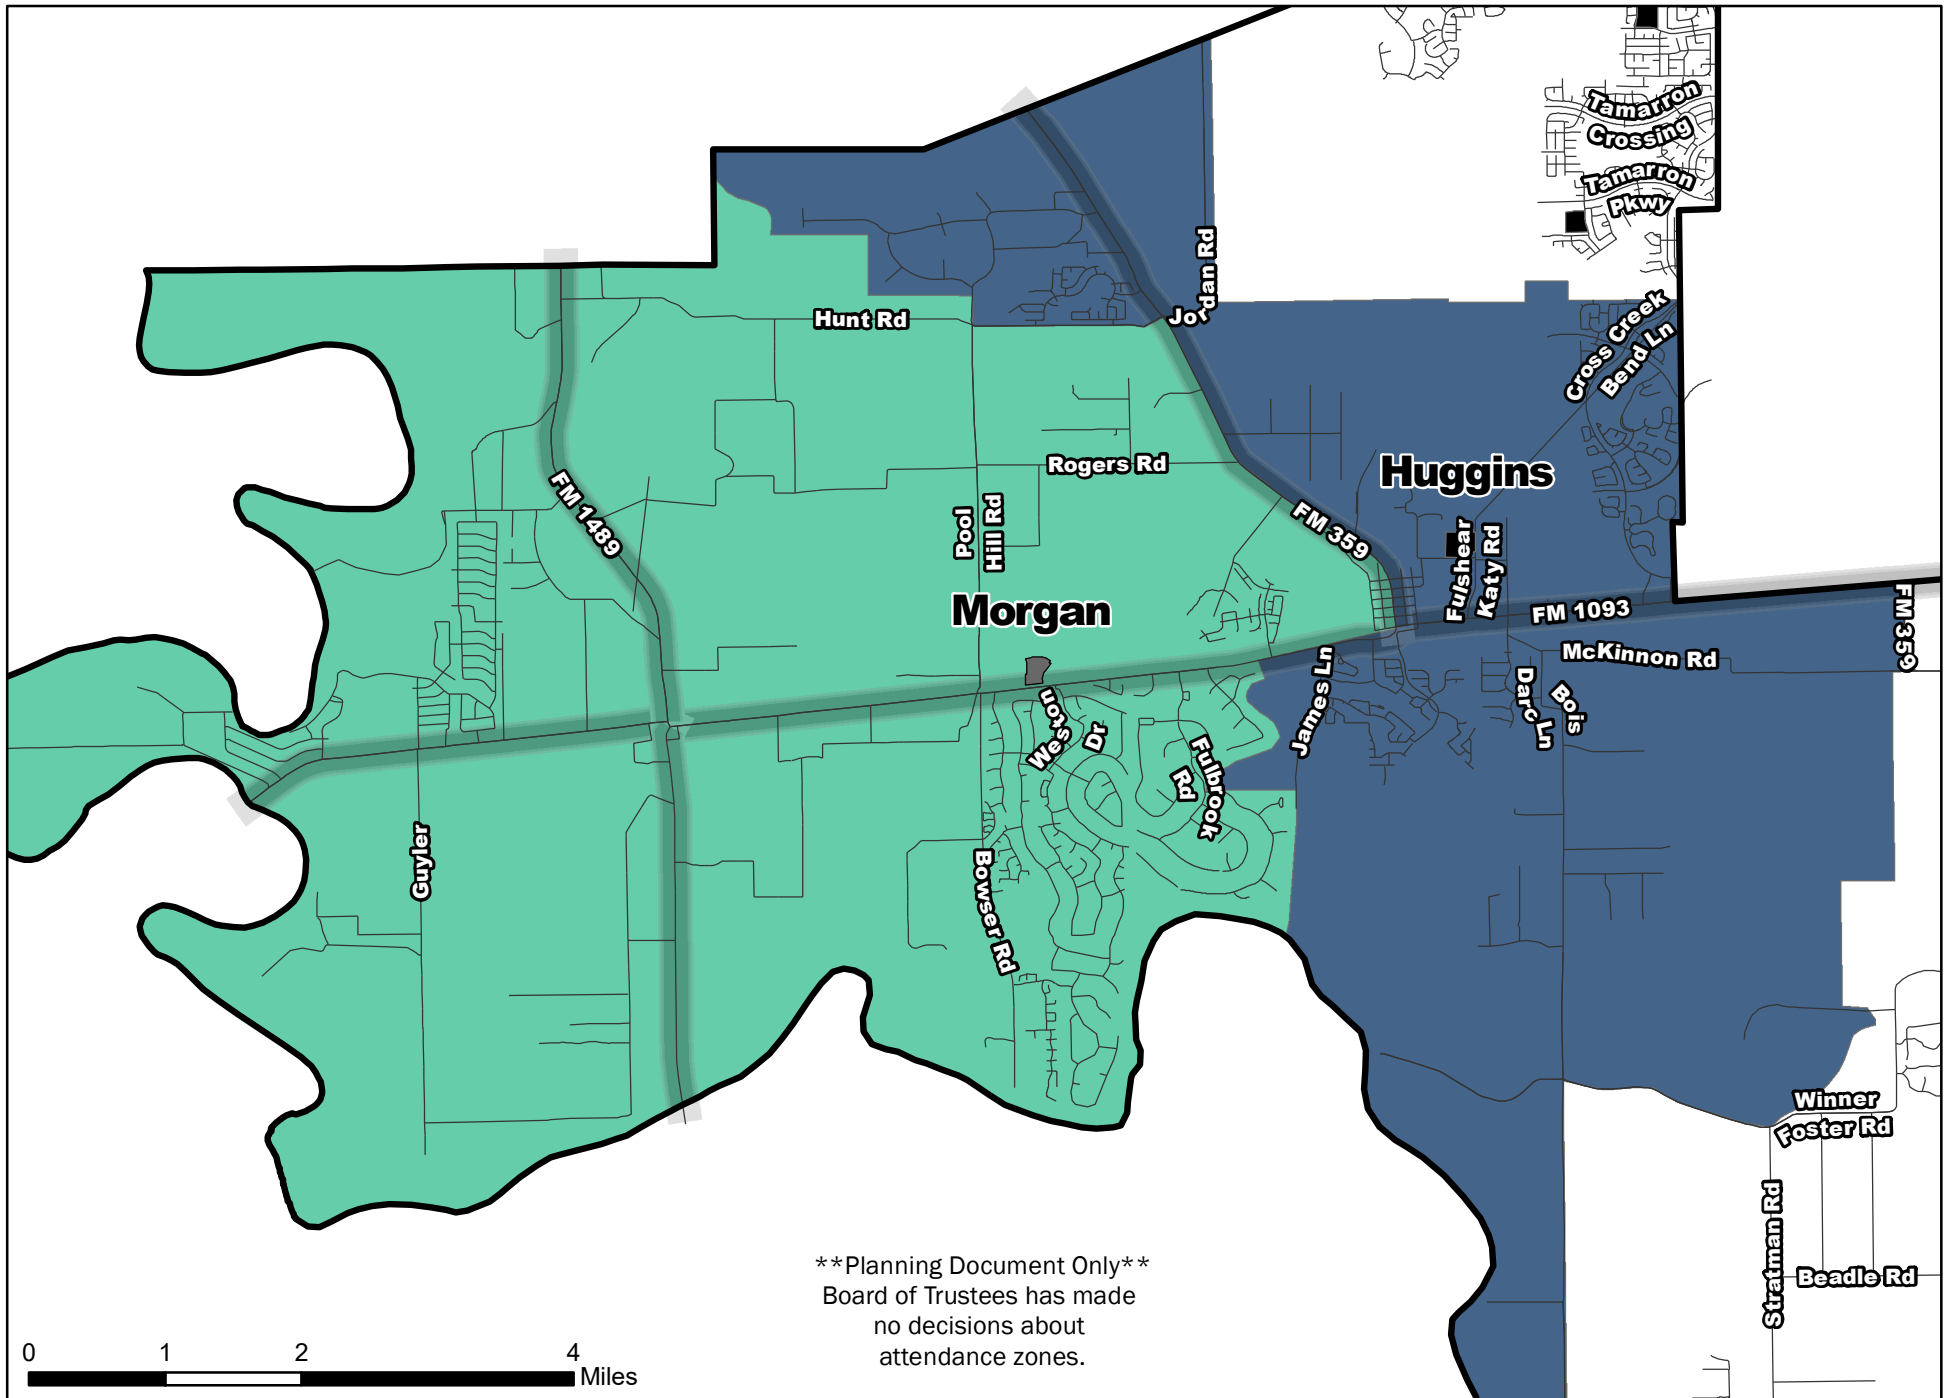 Tamarron
Crossing
Tamarron
Pkwy
Jordan Rd
Hunt Rd
Cross Creek
Bend Ln
Rogers Rd
Huggins
FM 1489
Pool
Hill Rd
FM 359
Fulshear
Katy Rd
Morgan
FM 1093
FM 359
McKinnon Rd
James Ln
Bois
Darc Ln
Weston
Dr
Fulbrook
Rd
Guyler
Bowser Rd
Winner
Foster Rd
Stratman Rd
Beadle Rd
**Planning Document Only**
Board of Trustees has made
no decisions about
attendance zones.
0 1 2 4
Miles